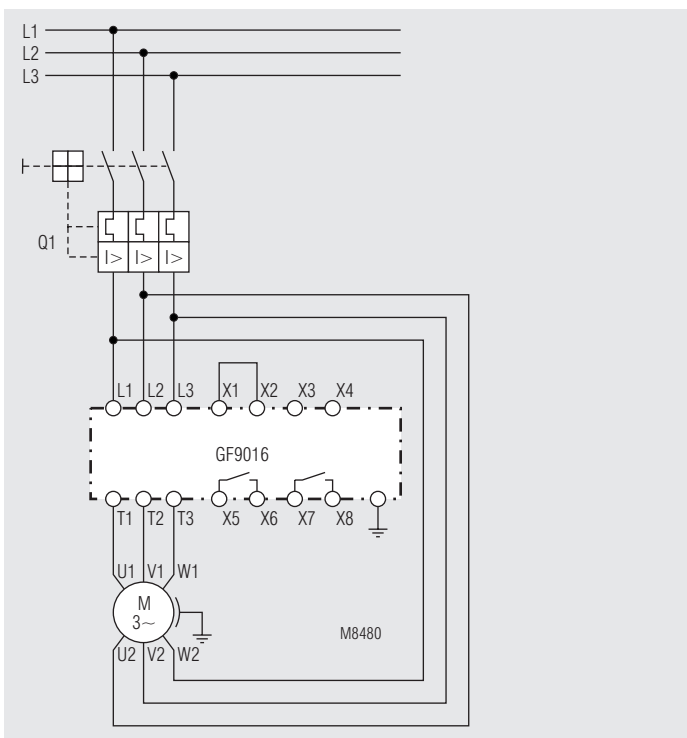 L1
L2
L3
Q1
I> I> I>
L1 L2 L3 X1 X2 X3 X4
GF9016
T1 T2 T3 X5 X6 X7 X8
U1 V1 W1
M
3~
M8480
U2 V2 W2